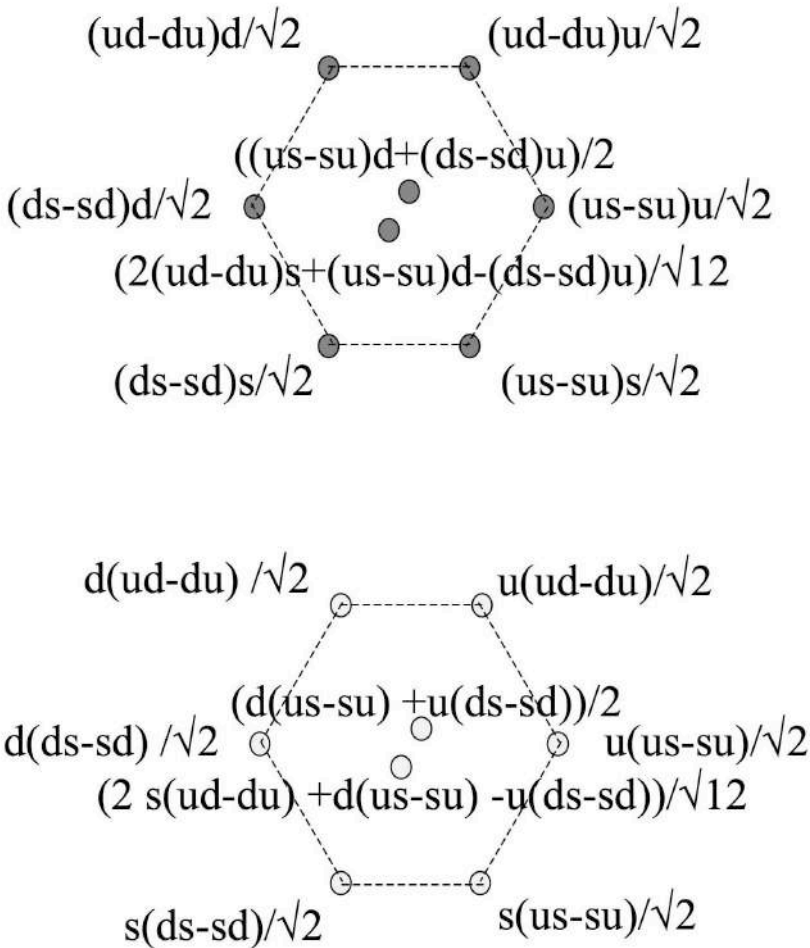 (ud-du)d/√2 (ud-du)u/√2
((us-su)d+(ds-sd)u)/2
(ds-sd)d/√2 (us-su)u/√2
(2(ud-du)s+(us-su)d-(ds-sd)u)/√12
(ds-sd)s/√2 (us-su)s/√2
d(ud-du) /√2 u(ud-du)/√2
(d(us-su) +u(ds-sd))/2
d(ds-sd) /√2 u(us-su)/√2
(2 s(ud-du) +d(us-su) -u(ds-sd))/√12
s(ds-sd)/√2 s(us-su)/√2